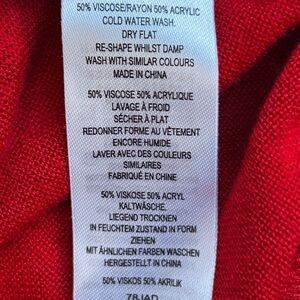 50% VISCOSE/RAYON 50% ACRYLIC
COLD WATER WASH.
DRY FLAT
RE-SHAPE WHILST DAMP
WASH WITH SIMILAR COLOURS
MADE IN CHINA
50% VISCOSE 50% ACRYLIQUE
LAVAGE À FROID
SÉCHER À PLAT
REDONNER FORME AU VÊTEMENT
ENCORE HUMIDE
LAVER AVEC DES COULEURS
SIMILAIRES
FABRIQUÉ EN CHINE
50% VISKOSE 50% ACRYL
KALTWÄSCHE.
LIEGEND TROCKNEN
IN FEUCHTEM ZUSTAND IN FORM
ZIEHEN
MIT ÄHNLICHEN FARBEN WASCHEN
HERGESTELLT IN CHINA
50% VISKOS 50% AKRILIK